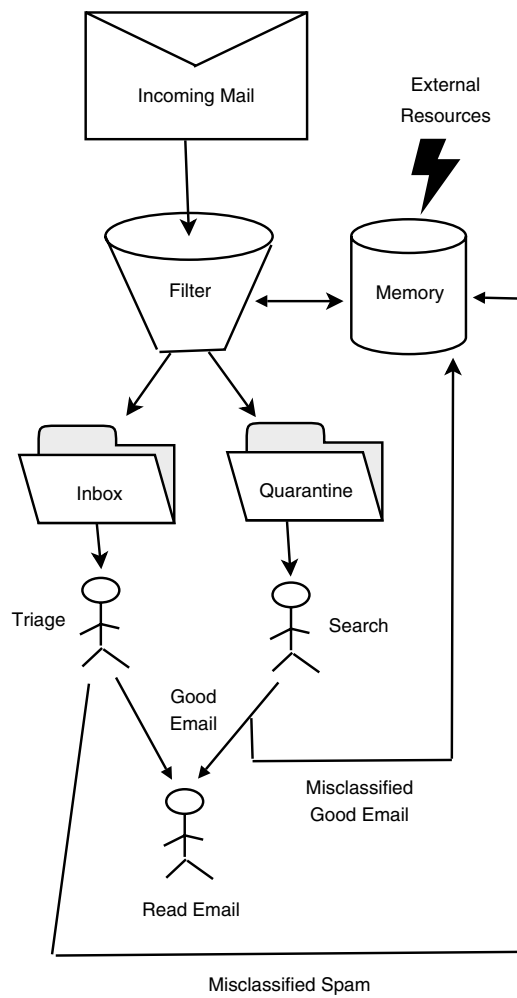 Incoming Mail
External
Resources
Filter
Memory
Inbox
Quarantine
Triage
Search
Good
Email
Misclassified
Good Email
Read Email
Misclassified Spam